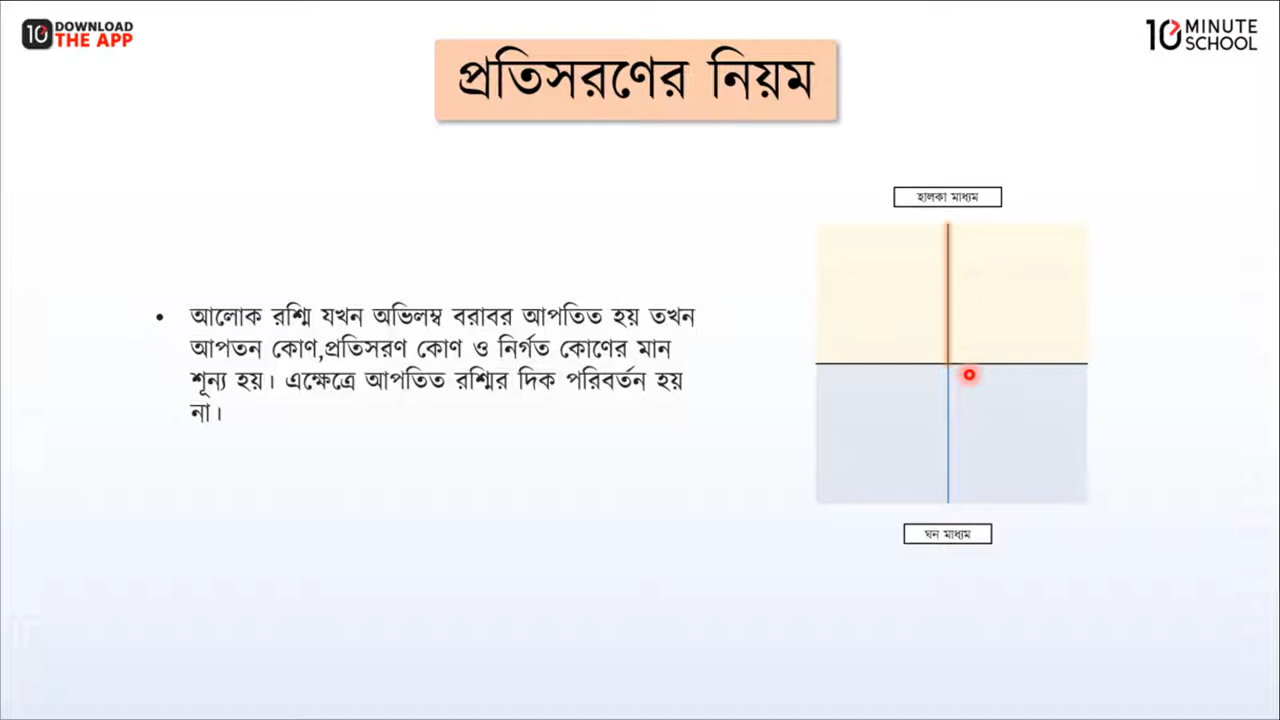 DOWNLOAD
THE APP
10 MINUTE
SCHOOL
প্রতিসরণের নিয়ম
হালকা মাধ্যম
• আলোক রশ্মি যখন অভিলম্ব বরাবর আপতিত হয় তখন
আপতন কোণ,প্রতিসরণ কোণ ও নির্গত কোণের মান
শূন্য হয়। এক্ষেত্রে আপতিত রশ্মির দিক পরিবর্তন হয়
না।
ঘন মাধ্যম